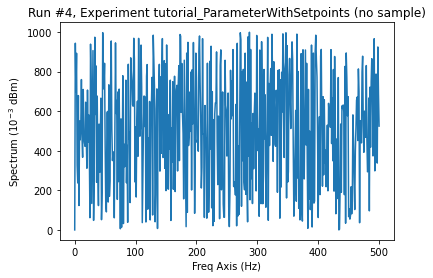 Run #4, Experiment tutorial_ParameterWithSetpoints (no sample)
1000
800
600
400
200
0
Spectrum (10⁻³ dBm)
0 100 200 300 400 500
Freq Axis (Hz)